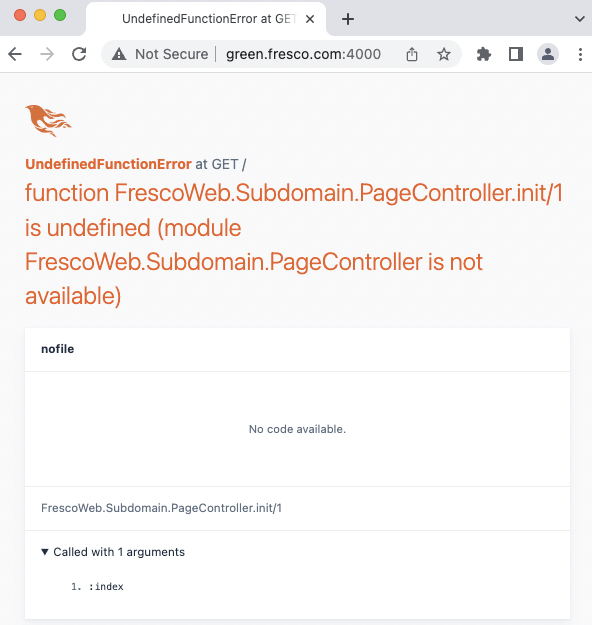 UndefinedFunctionError at GET
Not Secure
green.fresco.com:4000
UndefinedFunctionError at GET /
function FrescoWeb.Subdomain.PageController.init/1
is undefined (module
FrescoWeb.Subdomain.PageController is not
available)
nofile
No code available.
FrescoWeb.Subdomain.PageController.init/1
▼ Called with 1 arguments
1. :index